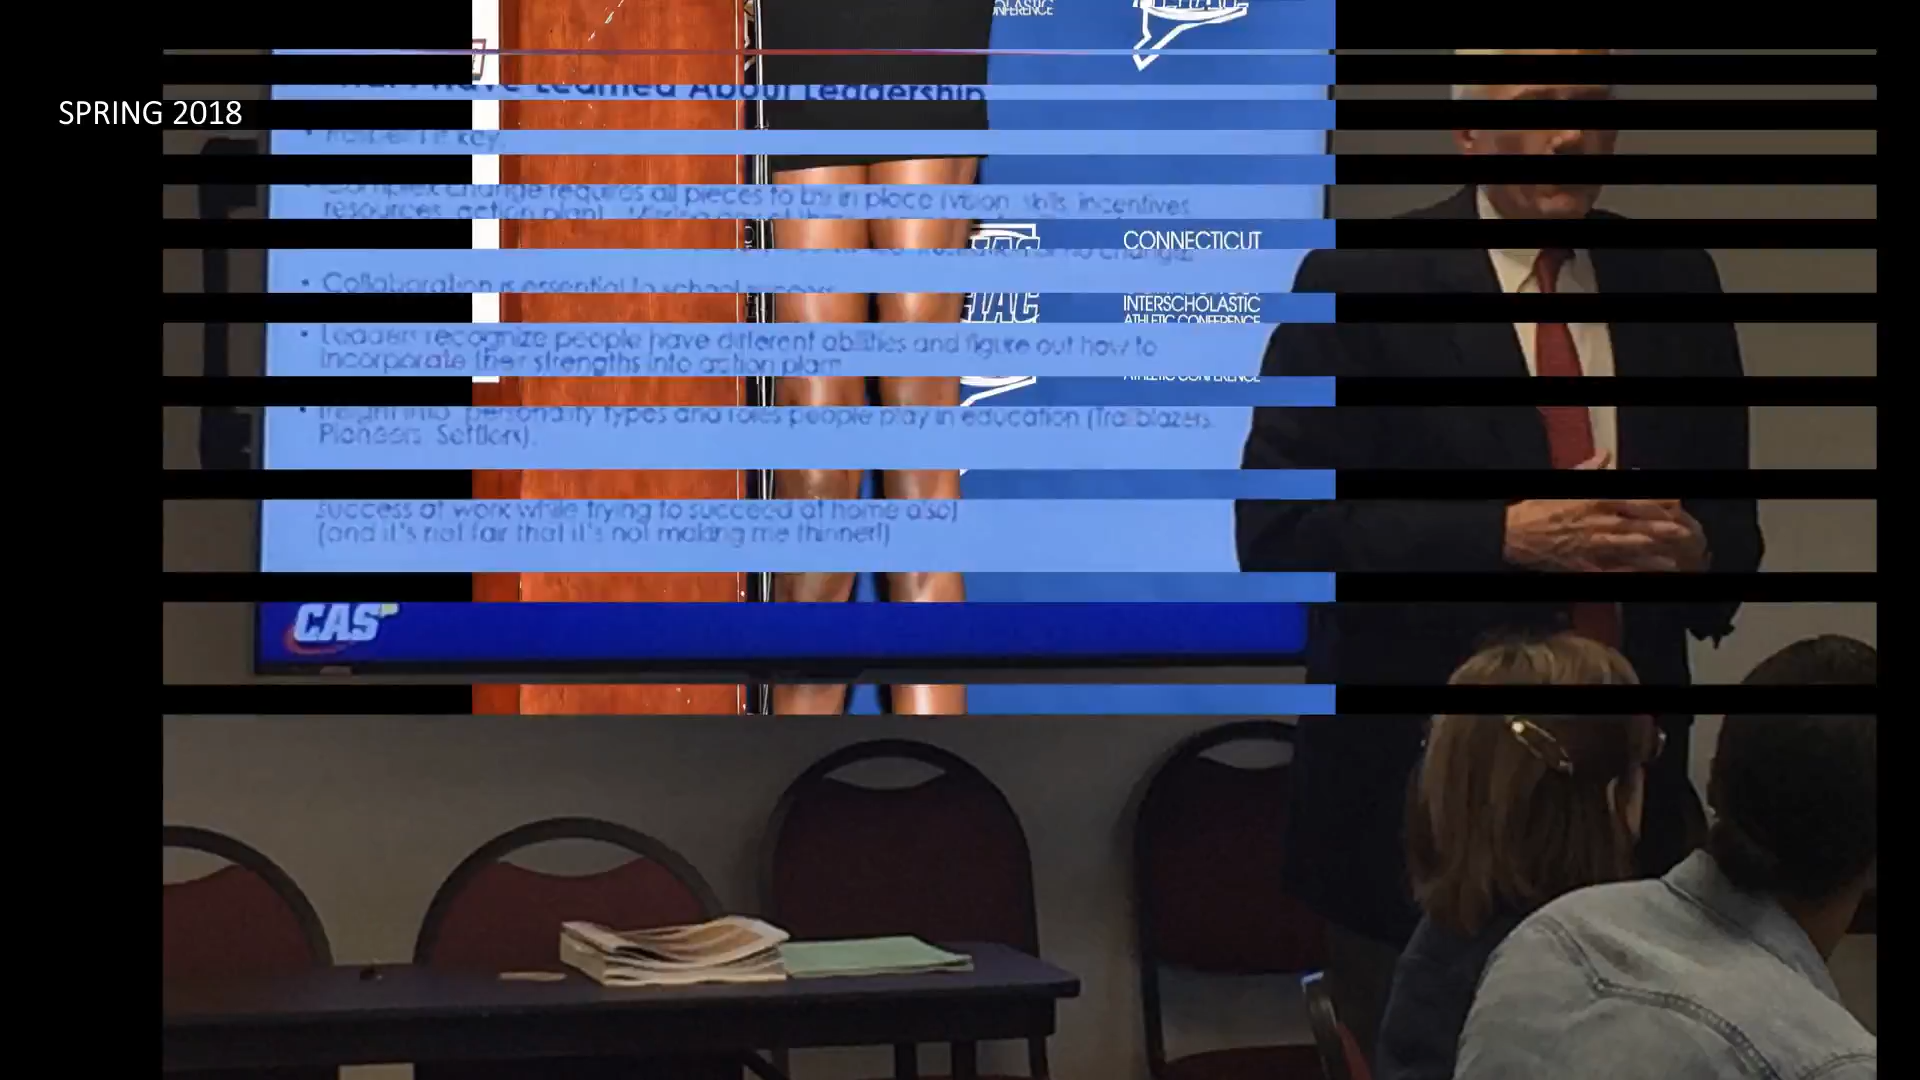 SPRING 2018
Have Learned About Leadership
key.
Complex change requires all pieces to be in place (vision, skills, incentives,
resources, action plan).
CONNECTICUT
change.
• Collaboration is essential to school success.
INTERSCHOLASTIC
ATHLETIC CONFERENCE
• Leaders recognize people have different abilities and figure out how to
incorporate their strengths into action plan.
ATHLETIC CONFERENCE
• Insight into personality types and roles people play in education (Trailblazers,
Pioneers, Settlers).
success at work while trying to succeed at home also)
(and it's not fair that it's not making me thinner!)
CAS